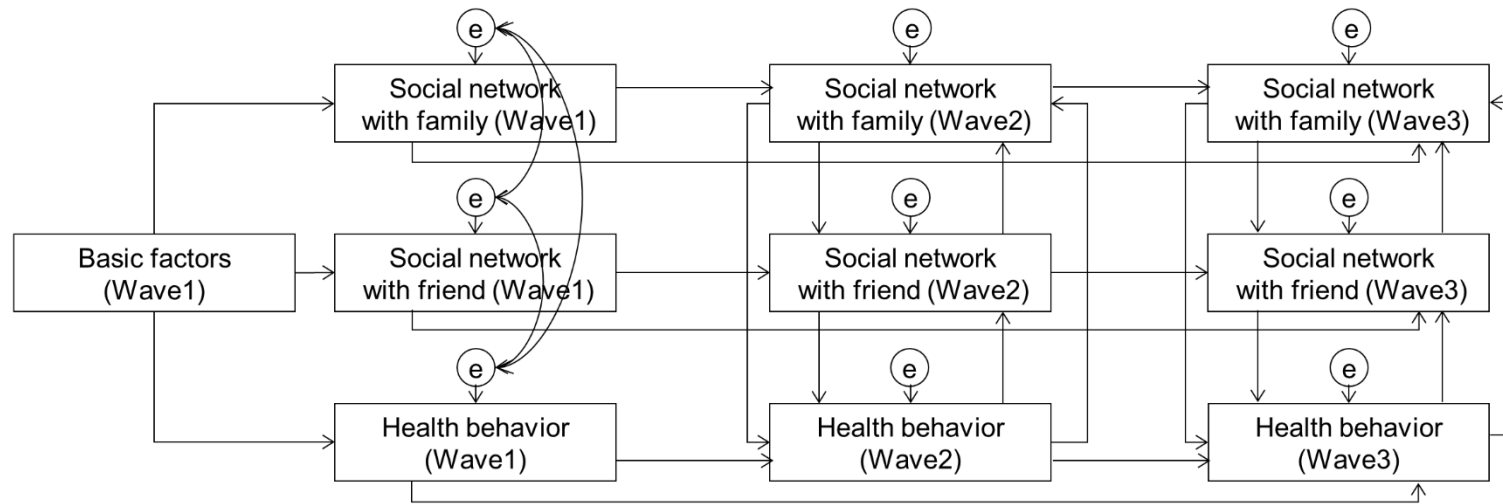 e
e
e
Social network
with family (Wave1)
Social network
with family (Wave2)
Social network
with family (Wave3)
e
e
e
Basic factors
(Wave1)
Social network
with friend (Wave1)
Social network
with friend (Wave2)
Social network
with friend (Wave3)
e
e
e
Health behavior
(Wave1)
Health behavior
(Wave2)
Health behavior
(Wave3)